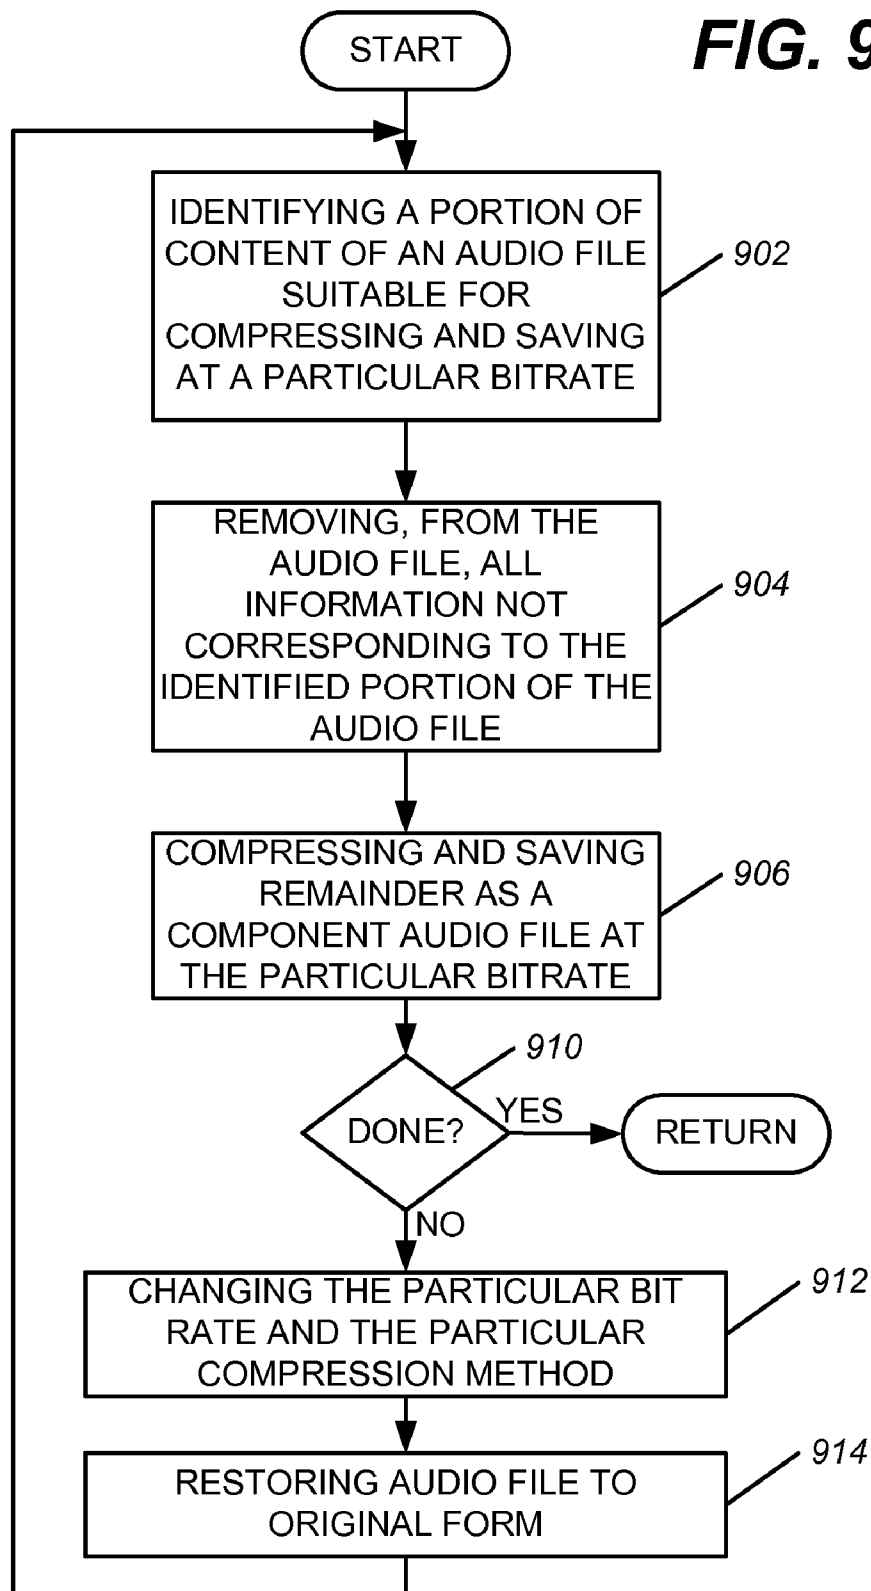 START
FIG. 9
IDENTIFYING A PORTION OF
CONTENT OF AN AUDIO FILE
SUITABLE FOR
COMPRESSING AND SAVING
AT A PARTICULAR BITRATE
902
REMOVING, FROM THE
AUDIO FILE, ALL
INFORMATION NOT
CORRESPONDING TO THE
IDENTIFIED PORTION OF THE
AUDIO FILE
904
COMPRESSING AND SAVING
REMAINDER AS A
COMPONENT AUDIO FILE AT
THE PARTICULAR BITRATE
906
910
DONE?
YES
RETURN
NO
CHANGING THE PARTICULAR BIT
RATE AND THE PARTICULAR
COMPRESSION METHOD
912
RESTORING AUDIO FILE TO
ORIGINAL FORM
914